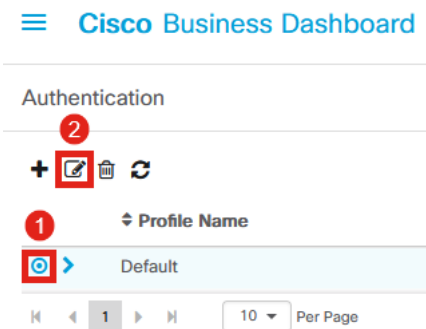 Cisco Business Dashboard
Authentication
2
1
Profile Name
Default
1
10 Per Page